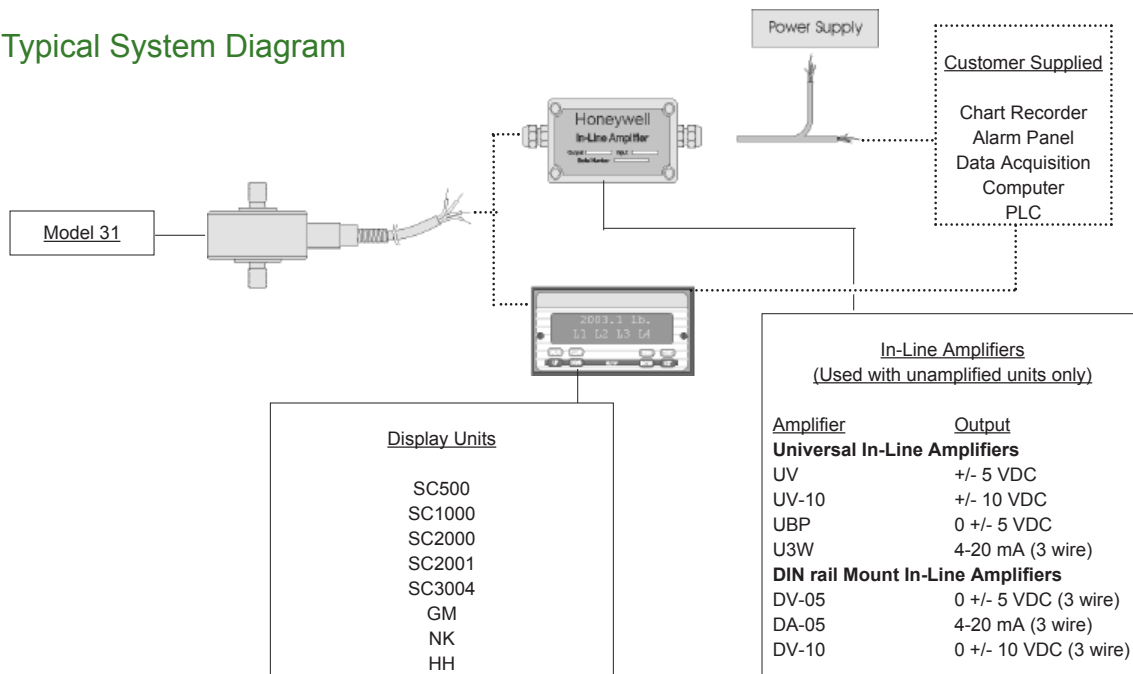 Typical System Diagram
Power Supply
Customer Supplied
Chart Recorder
Alarm Panel
Data Acquisition
Computer
PLC
Honeywell
In-Line Amplifier
Output
Input
Serial Number
Model 31
2003.1 lb.
L1 L2 L3 L4
Display Units
SC500
SC1000
SC2000
SC2001
SC3004
GM
NK
HH
In-Line Amplifiers
(Used with unamplified units only)
Amplifier Output
Universal In-Line Amplifiers
UV +/- 5 VDC
UV-10 +/- 10 VDC
UBP 0 +/- 5 VDC
U3W 4-20 mA (3 wire)
DIN rail Mount In-Line Amplifiers
DV-05 0 +/- 5 VDC (3 wire)
DA-05 4-20 mA (3 wire)
DV-10 0 +/- 10 VDC (3 wire)